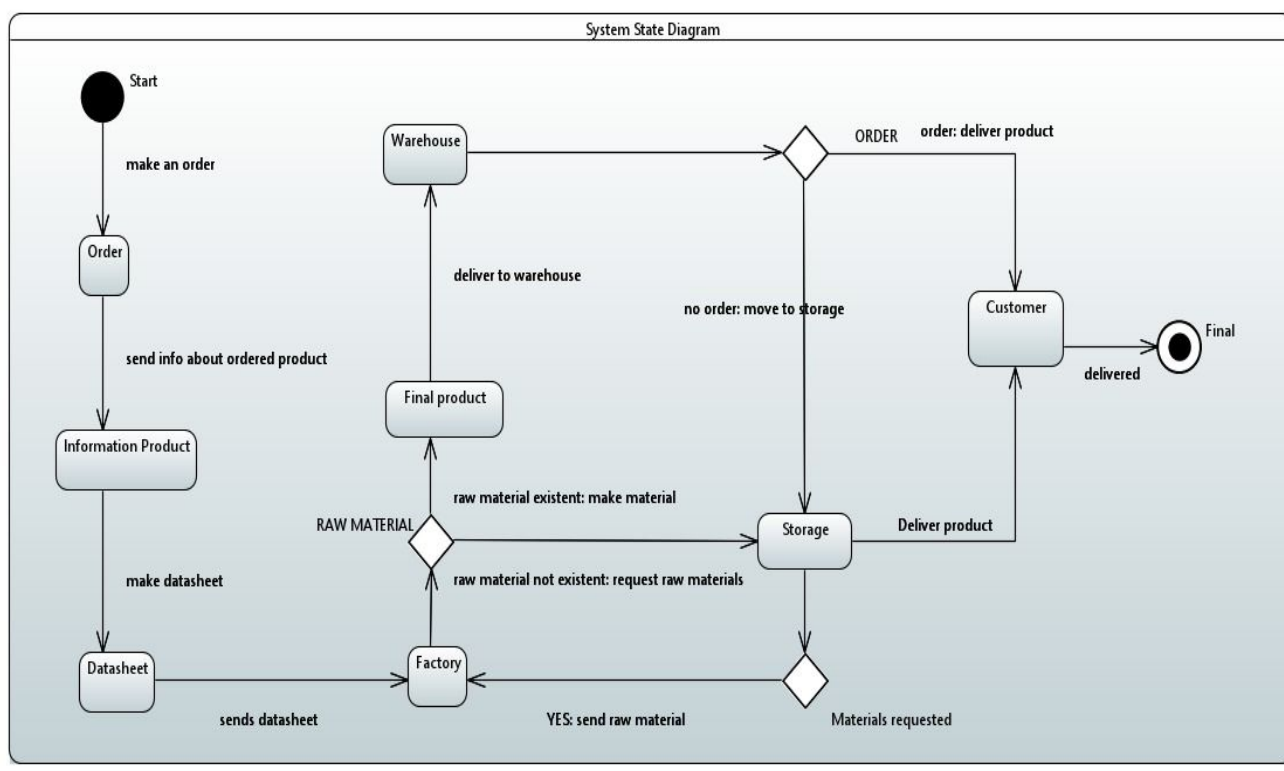 System State Diagram
Start
make an order
Order
send info about ordered product
Information Product
make datasheet
Datasheet
sends datasheet
Factory
RAW MATERIAL
raw material existent: make material
raw material not existent: request raw materials
Final product
deliver to warehouse
Warehouse
ORDER
order: deliver product
no order: move to storage
Storage
Deliver product
Materials requested
YES: send raw material
Customer
delivered
Final